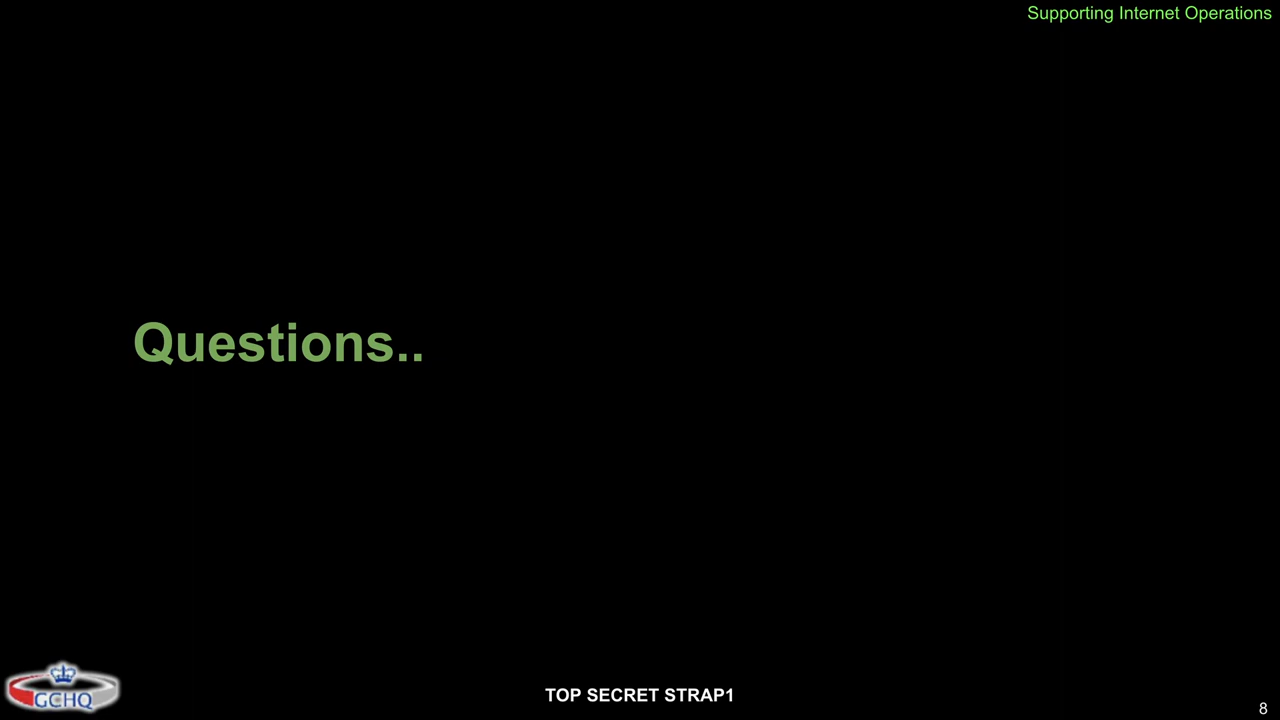 Supporting Internet Operations
Questions..
GCHQ
TOP SECRET STRAP1
8